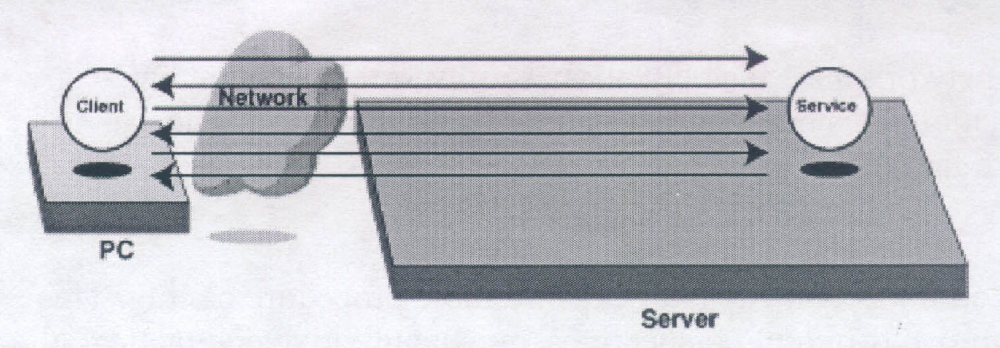 Client
Network
Service
PC
Server